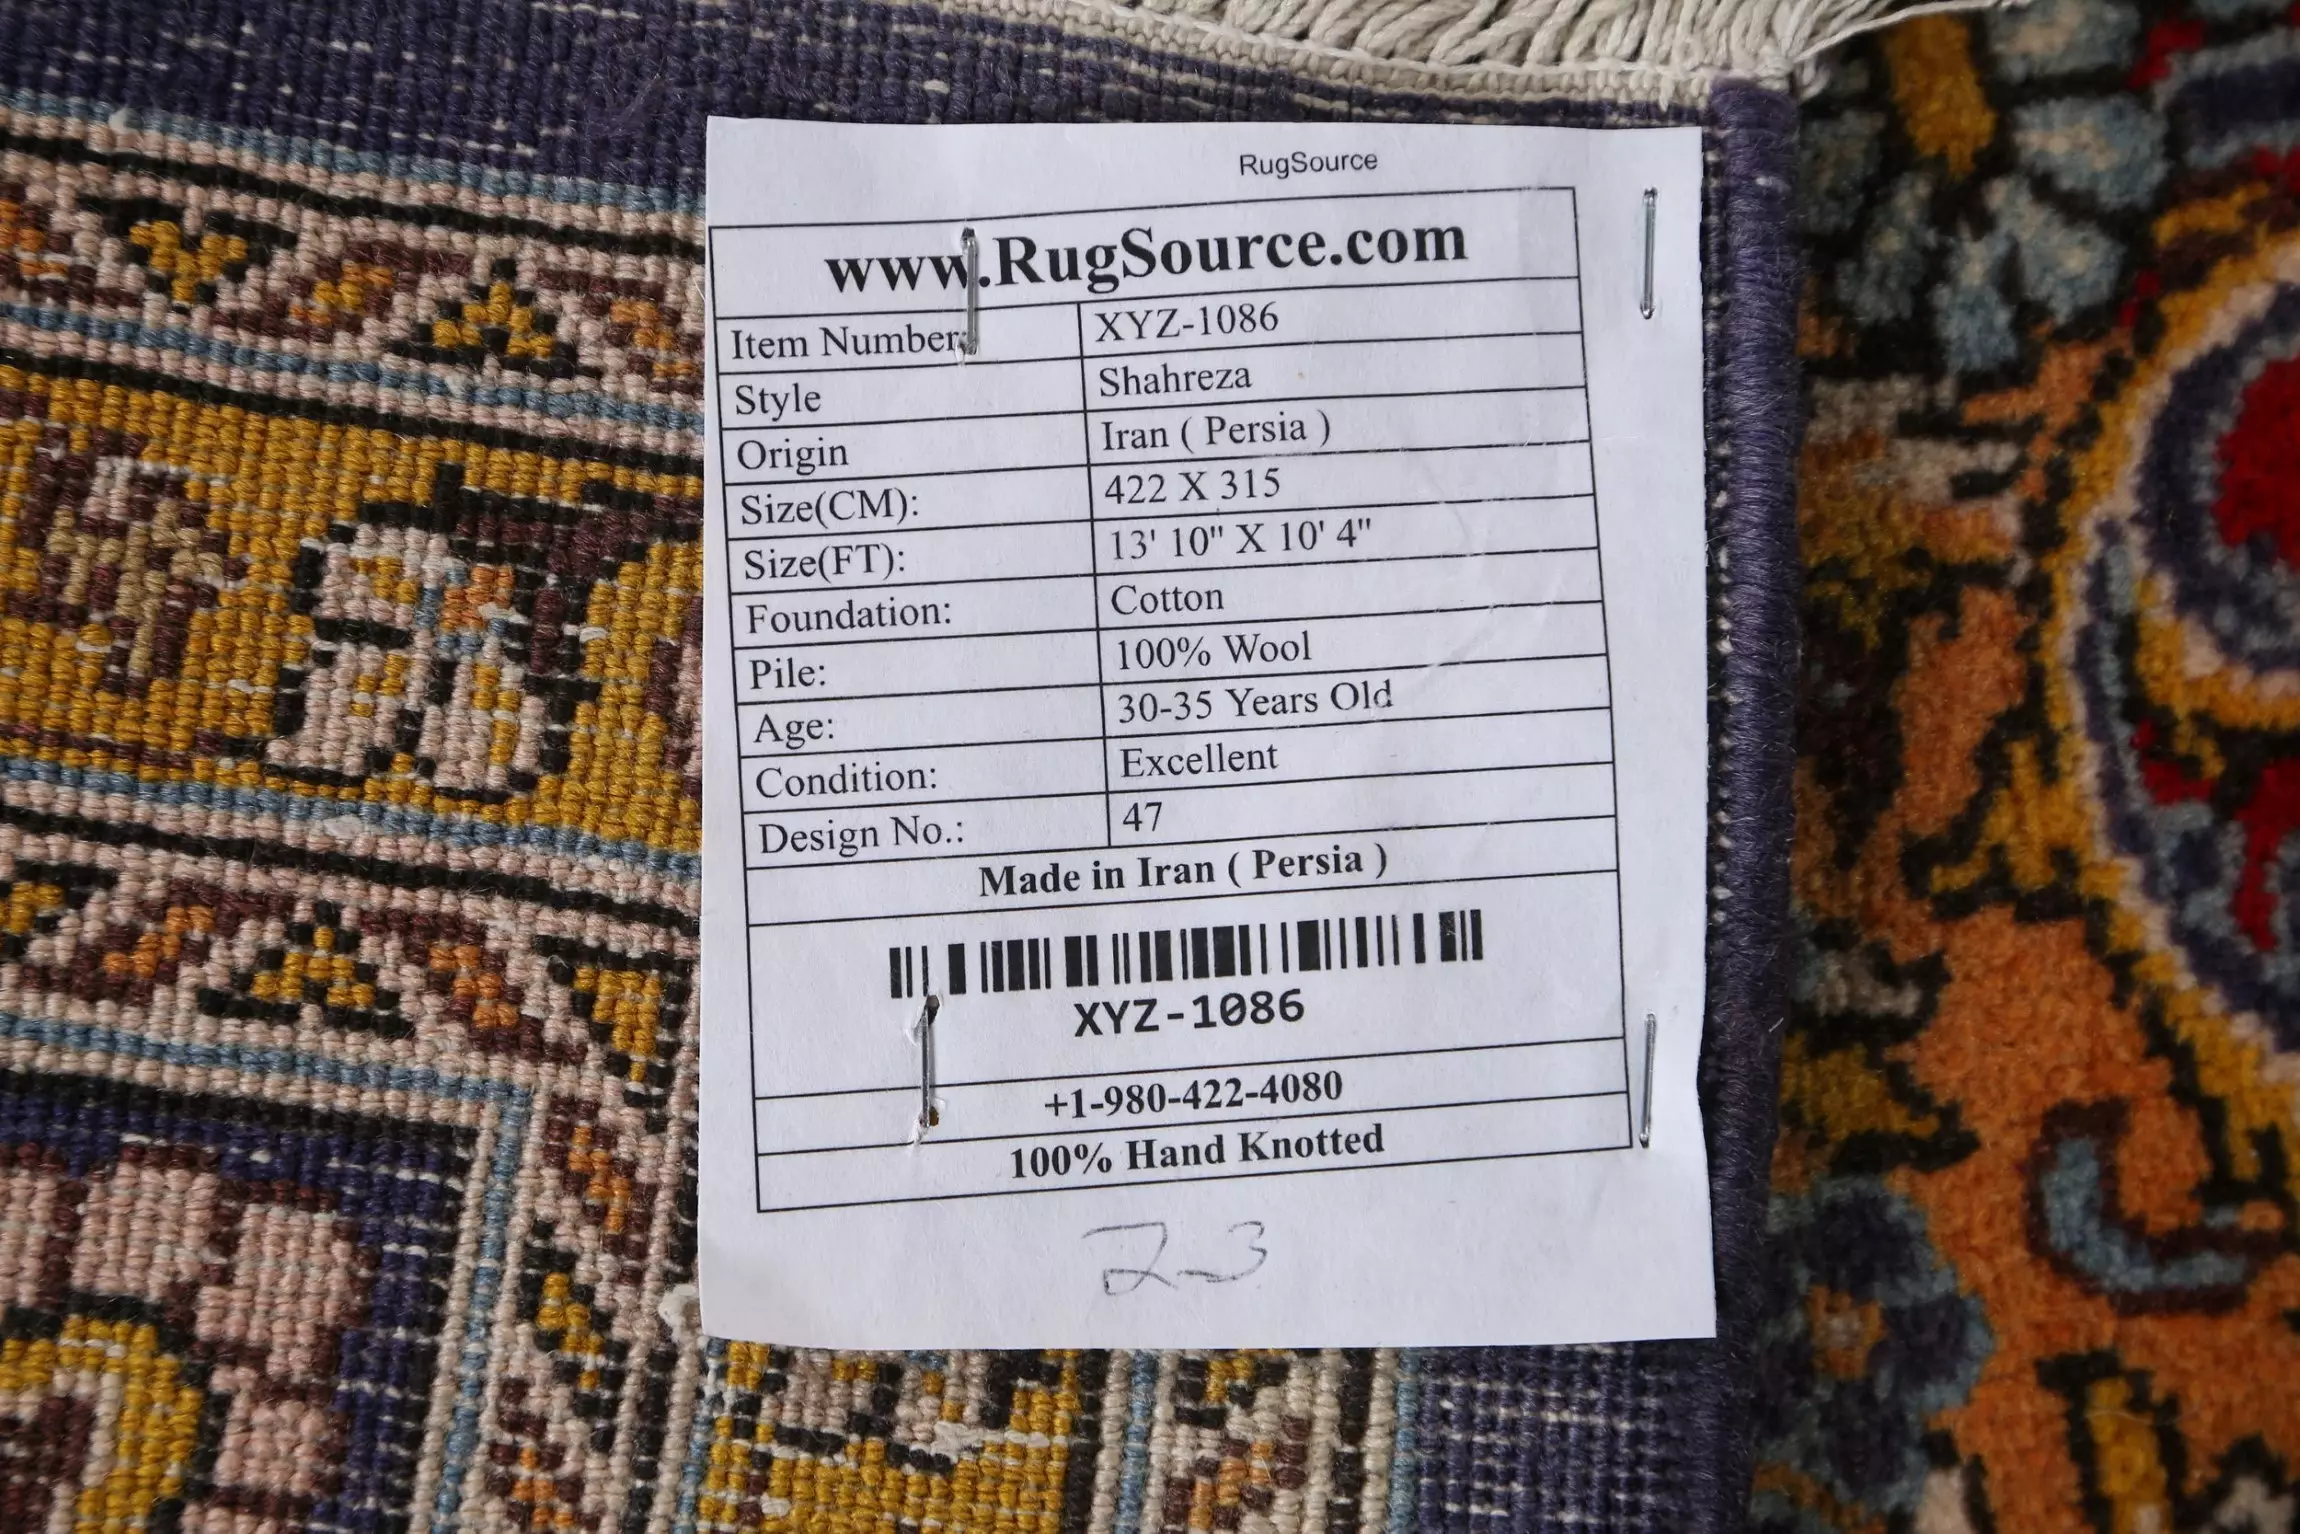 RugSource
www.RugSource.com
Item Number: XYZ-1086
Style Shahreza
Origin Iran ( Persia )
Size(CM): 422 X 315
Size(FT): 13' 10" X 10' 4"
Foundation: Cotton
Pile: 100% Wool
Age: 30-35 Years Old
Condition: Excellent
Design No.: 47
Made in Iran ( Persia )
XYZ-1086
+1-980-422-4080
100% Hand Knotted